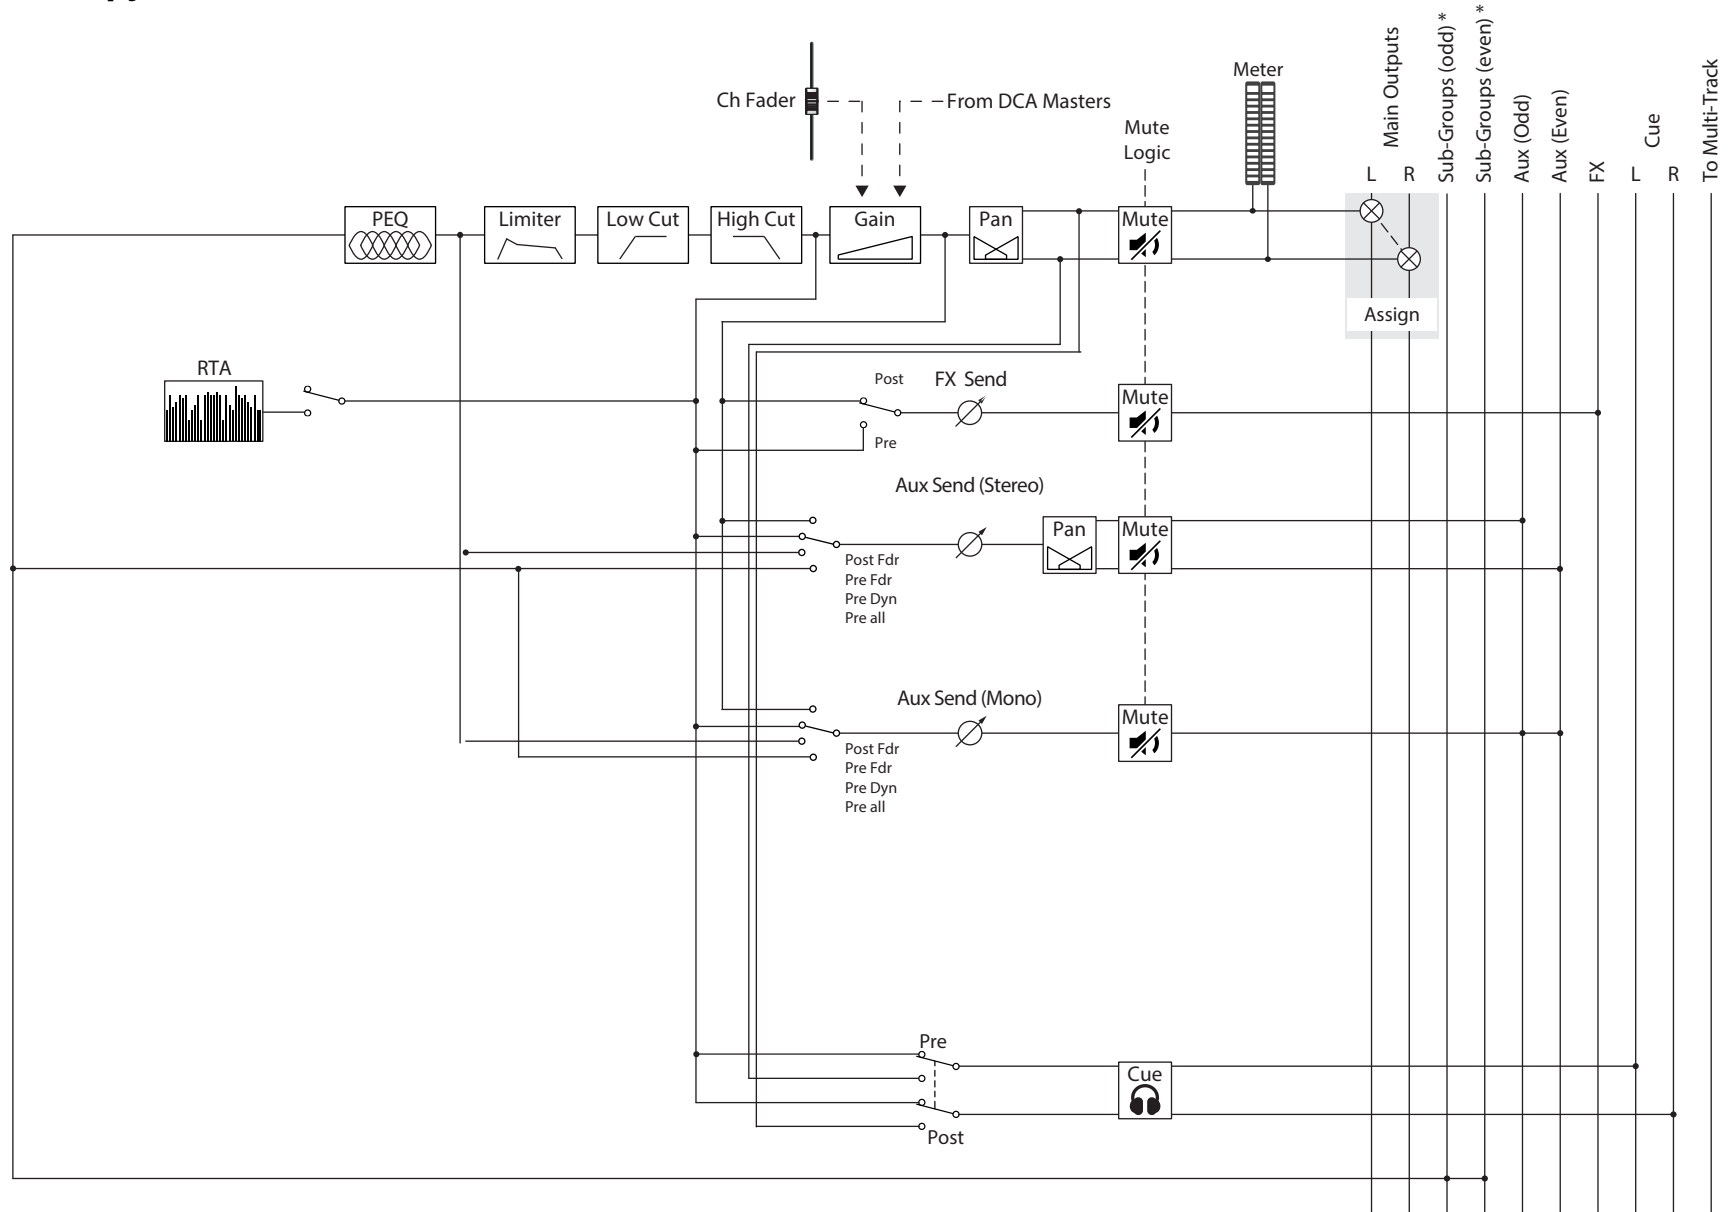 Main Outputs
Sub-Groups (odd) *
Sub-Groups (even) *
Aux (Odd)
Aux (Even)
FX
Cue
To Multi-Track
L
R
L
R
Meter
Ch Fader
From DCA Masters
Mute
Logic
PEQ
Limiter
Low Cut
High Cut
Gain
Pan
Mute
Assign
RTA
Post
FX Send
Pre
Mute
Aux Send (Stereo)
Pan
Mute
Post Fdr
Pre Fdr
Pre Dyn
Pre all
Aux Send (Mono)
Mute
Post Fdr
Pre Fdr
Pre Dyn
Pre all
Pre
Cue
Post